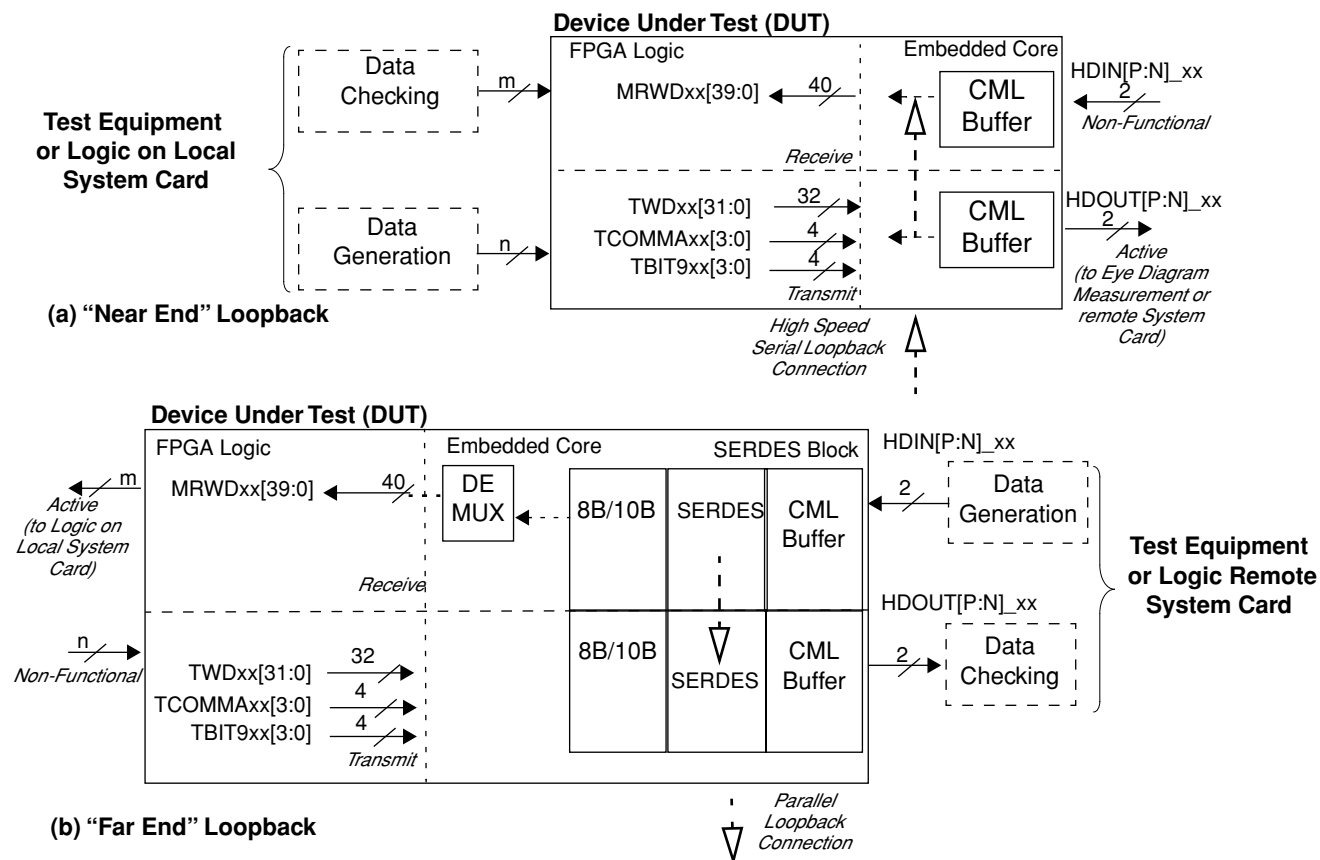 Device Under Test (DUT)
FPGA Logic
Embedded Core
Data
Checking
m
MRWDxx[39:0]
40
CML
Buffer
HDIN[P:N]_xx
2
Non-Functional
Test Equipment
or Logic on Local
System Card
Receive
Data
Generation
n
TWDxx[31:0]
32
TCOMMAxx[3:0]
4
TBIT9xx[3:0]
4
Transmit
CML
Buffer
HDOUT[P:N]_xx
2
Active
(to Eye Diagram
Measurement or
remote System
Card)
(a) “Near End” Loopback
High Speed
Serial Loopback
Connection
Device Under Test (DUT)
FPGA Logic
Embedded Core
SERDES Block
HDIN[P:N]_xx
m
Active
(to Logic on
Local System
Card)
MRWDxx[39:0]
40
DE
MUX
8B/10B
SERDES
CML
Buffer
2
Data
Generation
Test Equipment
or Logic Remote
System Card
Receive
HDOUT[P:N]_xx
n
Non-Functional
TWDxx[31:0]
32
TCOMMAxx[3:0]
4
TBIT9xx[3:0]
4
Transmit
8B/10B
SERDES
CML
Buffer
2
Data
Checking
(b) “Far End” Loopback
Parallel
Loopback
Connection